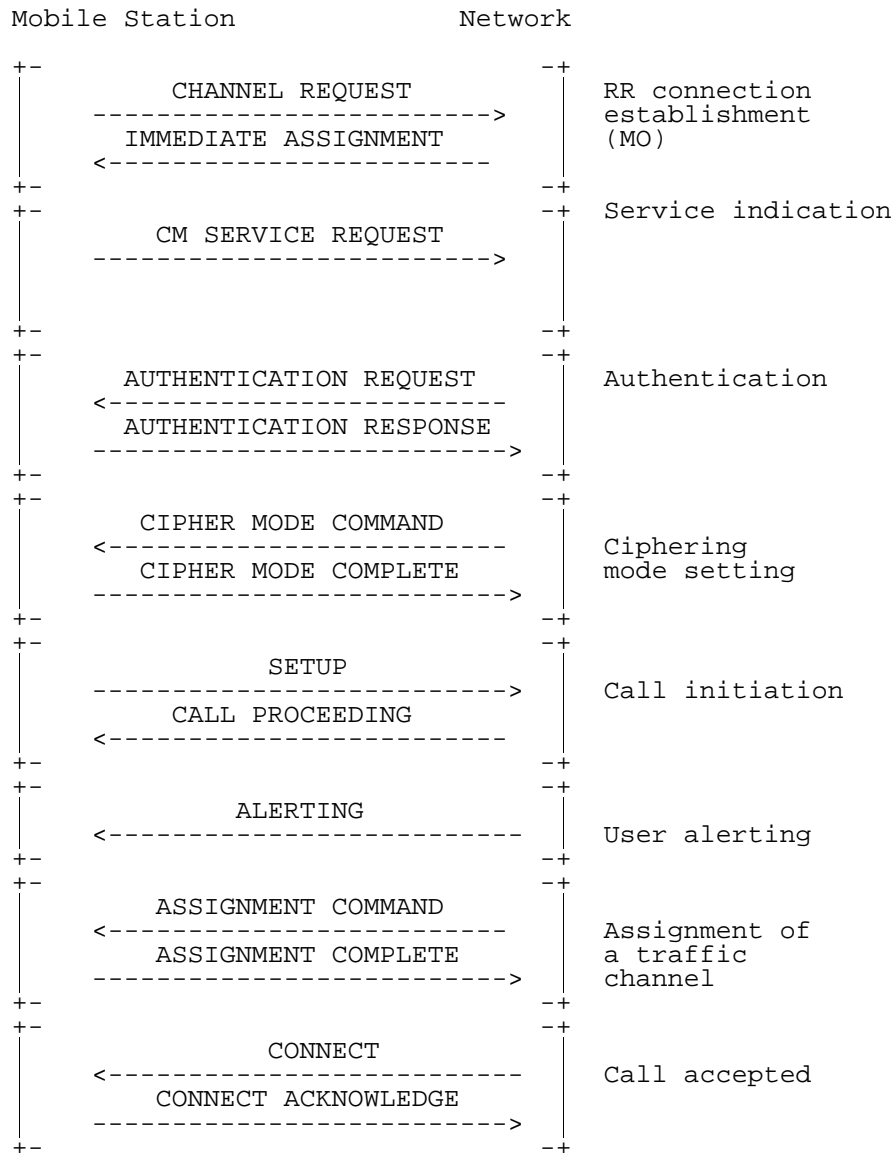 Mobile Station Network
CHANNEL REQUEST RR connection
establishment
IMMEDIATE ASSIGNMENT (MO)
Service indication
CM SERVICE REQUEST
AUTHENTICATION REQUEST Authentication
AUTHENTICATION RESPONSE
CIPHER MODE COMMAND
Ciphering
CIPHER MODE COMPLETE mode setting
SETUP
Call initiation
CALL PROCEEDING
ALERTING
User alerting
ASSIGNMENT COMMAND
Assignment of
ASSIGNMENT COMPLETE a traffic
channel
CONNECT
Call accepted
CONNECT ACKNOWLEDGE